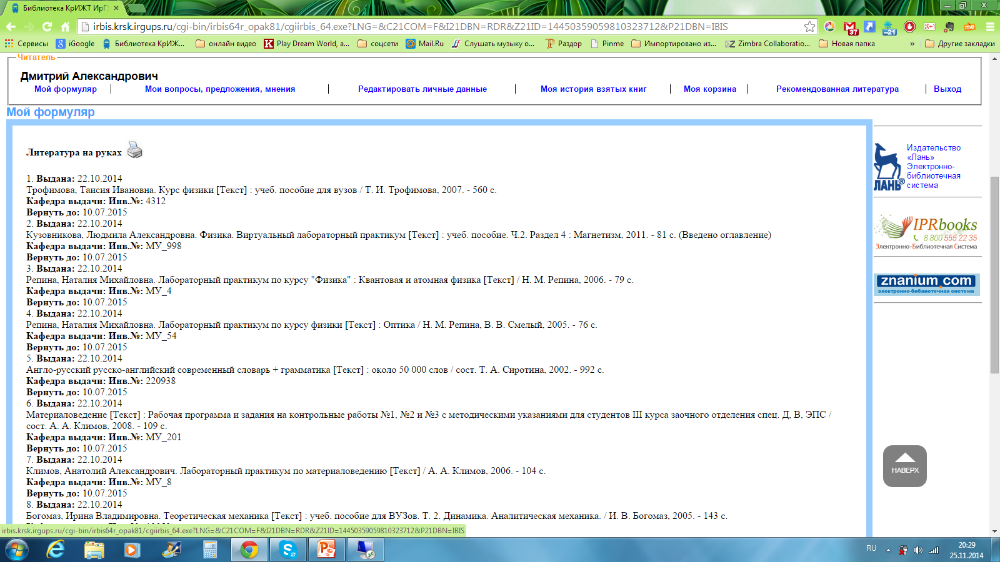 Библиотека КрИЖТ ИрГ
irbis.krsk.irgups.ru/cgi-bin/irbis64r_opak81/cgiirbis_64.exe?LNG=&C21COM=F&I21DBN=RDR&Z21ID=14450359059810323712&P21DBN=IBIS
37
-21
Сервисы
iGoogle
Библиотека КрИЖ...
онлайн видео
Play Dream World, a...
соцсети
Mail.Ru
Слушать музыку о...
Раздор
Pinme
Импортировано из...
Zimbra Collaboratio...
Новая папка
»
Другие закладки
Читатель
Дмитрий Александрович
Мой формуляр
Мои вопросы, предложения, мнения
Редактировать личные данные
Моя история взятых книг
Моя корзина
Рекомендованная литература
Выход
Мой формуляр
Литература на руках
1. Выдана: 22.10.2014
Трофимова, Таисия Ивановна. Курс физики [Текст] : учеб. пособие для вузов / Т. И. Трофимова, 2007. - 560 с.
Кафедра выдачи: Инв.№: 4312
Вернуть до: 10.07.2015
2. Выдана: 22.10.2014
Кузовникова, Людмила Александровна. Физика. Виртуальный лабораторный практикум [Текст] : учеб. пособие. Ч.2. Раздел 4 : Магнетизм, 2011. - 81 с. (Введено оглавление)
Кафедра выдачи: Инв.№: МУ_998
Вернуть до: 10.07.2015
3. Выдана: 22.10.2014
Репина, Наталия Михайловна. Лабораторный практикум по курсу "Физика" : Квантовая и атомная физика [Текст] / Н. М. Репина, 2006. - 79 с.
Кафедра выдачи: Инв.№: МУ_4
Вернуть до: 10.07.2015
4. Выдана: 22.10.2014
Репина, Наталия Михайловна. Лабораторный практикум по курсу физики [Текст] : Оптика / Н. М. Репина, В. В. Смелый, 2005. - 76 с.
Кафедра выдачи: Инв.№: МУ_54
Вернуть до: 10.07.2015
5. Выдана: 22.10.2014
Англо-русский русско-английский современный словарь + грамматика [Текст] : около 50 000 слов / сост. Т. А. Сиротина, 2002. - 992 с.
Кафедра выдачи: Инв.№: 220938
Вернуть до: 10.07.2015
6. Выдана: 22.10.2014
Материаловедение [Текст] : Рабочая программа и задания на контрольные работы №1, №2 и №3 с методическими указаниями для студентов III курса заочного отделения спец. Д, В, ЭПС /
сост. А. А. Климов, 2008. - 109 с.
Кафедра выдачи: Инв.№: МУ_201
Вернуть до: 10.07.2015
7. Выдана: 22.10.2014
Климов, Анатолий Александрович. Лабораторный практикум по материаловедению [Текст] / А. А. Климов, 2006. - 104 с.
Кафедра выдачи: Инв.№: МУ_8
Вернуть до: 10.07.2015
8. Выдана: 22.10.2014
Богомаз, Ирина Владимировна. Теоретическая механика [Текст] : учеб. пособие для ВУЗов. Т. 2. Динамика. Аналитическая механика. / И. В. Богомаз, 2005. - 143 с.
ЛАНЬ®
Издательство
«Лань»
Электронно-
библиотечная
система
IPRbooks
8 800 555 22 35
Электронно-Библиотечная Система
znanium.com
электронно-библиотечная система
НАВЕРХ
irbis.krsk.irgups.ru/cgi-bin/irbis64r_opak81/cgiirbis_64.exe?LNG=&C21COM=F&I21DBN=RDR&Z21ID=14450359059810323712&P21DBN=IBIS
RU
20:29
25.11.2014